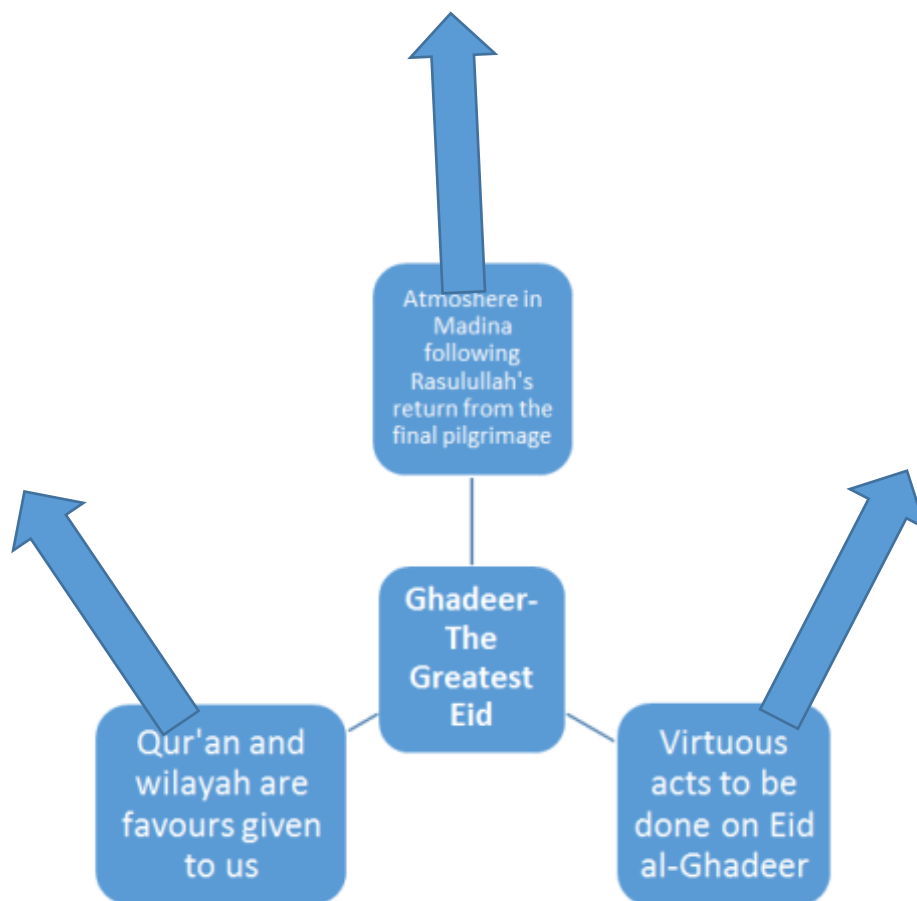 Atmoshere in
Madina
following
Rasulullah's
return from the
final pilgrimage
Ghadeer-
The
Greatest
Eid
Qur'an and
wilayah are
favours given
to us
Virtuous
acts to be
done on Eid
al-Ghadeer